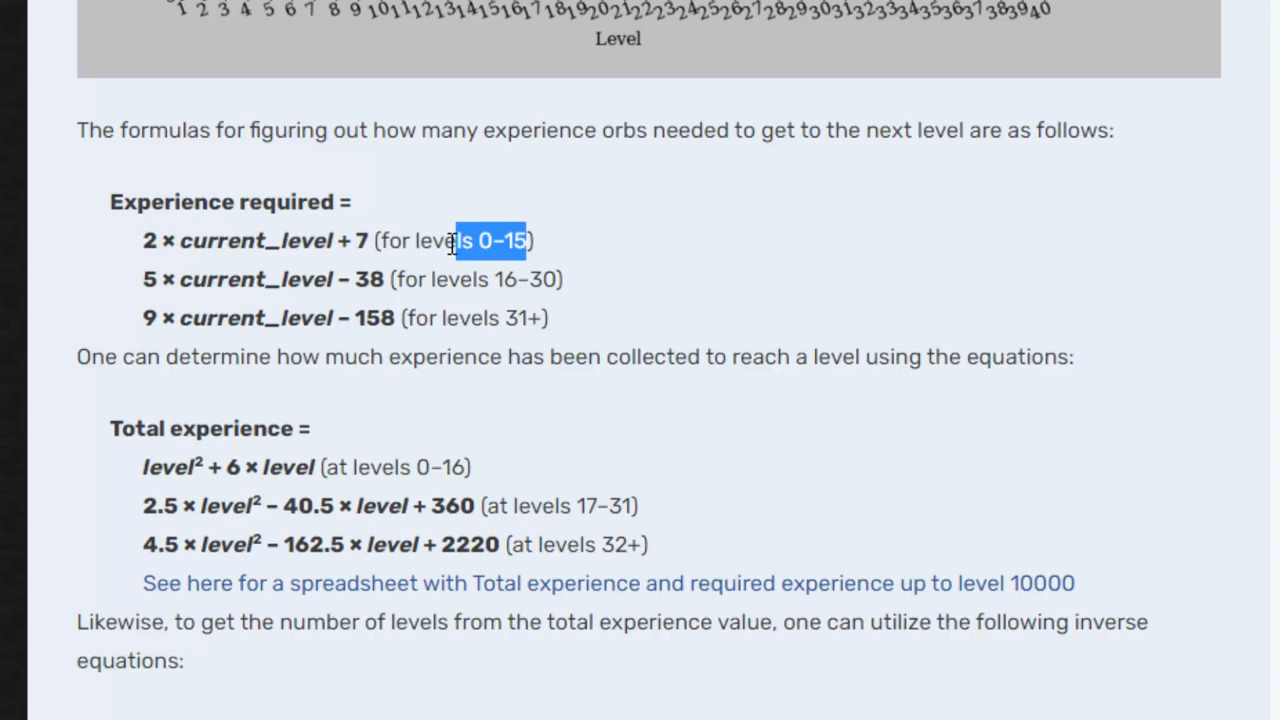 1 2 3 4 5 6 7 8 9 10 11 12 13 14 15 16 17 18 19 20 21 22 23 24 25 26 27 28 29 30 31 32 33 34 35 36 37 38 39 40
Level
The formulas for figuring out how many experience orbs needed to get to the next level are as follows:
Experience required =
2 × current_level + 7 (for levels 0–15)
5 × current_level – 38 (for levels 16–30)
9 × current_level – 158 (for levels 31+)
One can determine how much experience has been collected to reach a level using the equations:
Total experience =
level² + 6 × level (at levels 0–16)
2.5 × level² – 40.5 × level + 360 (at levels 17–31)
4.5 × level² – 162.5 × level + 2220 (at levels 32+)
See here for a spreadsheet with Total experience and required experience up to level 10000
Likewise, to get the number of levels from the total experience value, one can utilize the following inverse
equations: